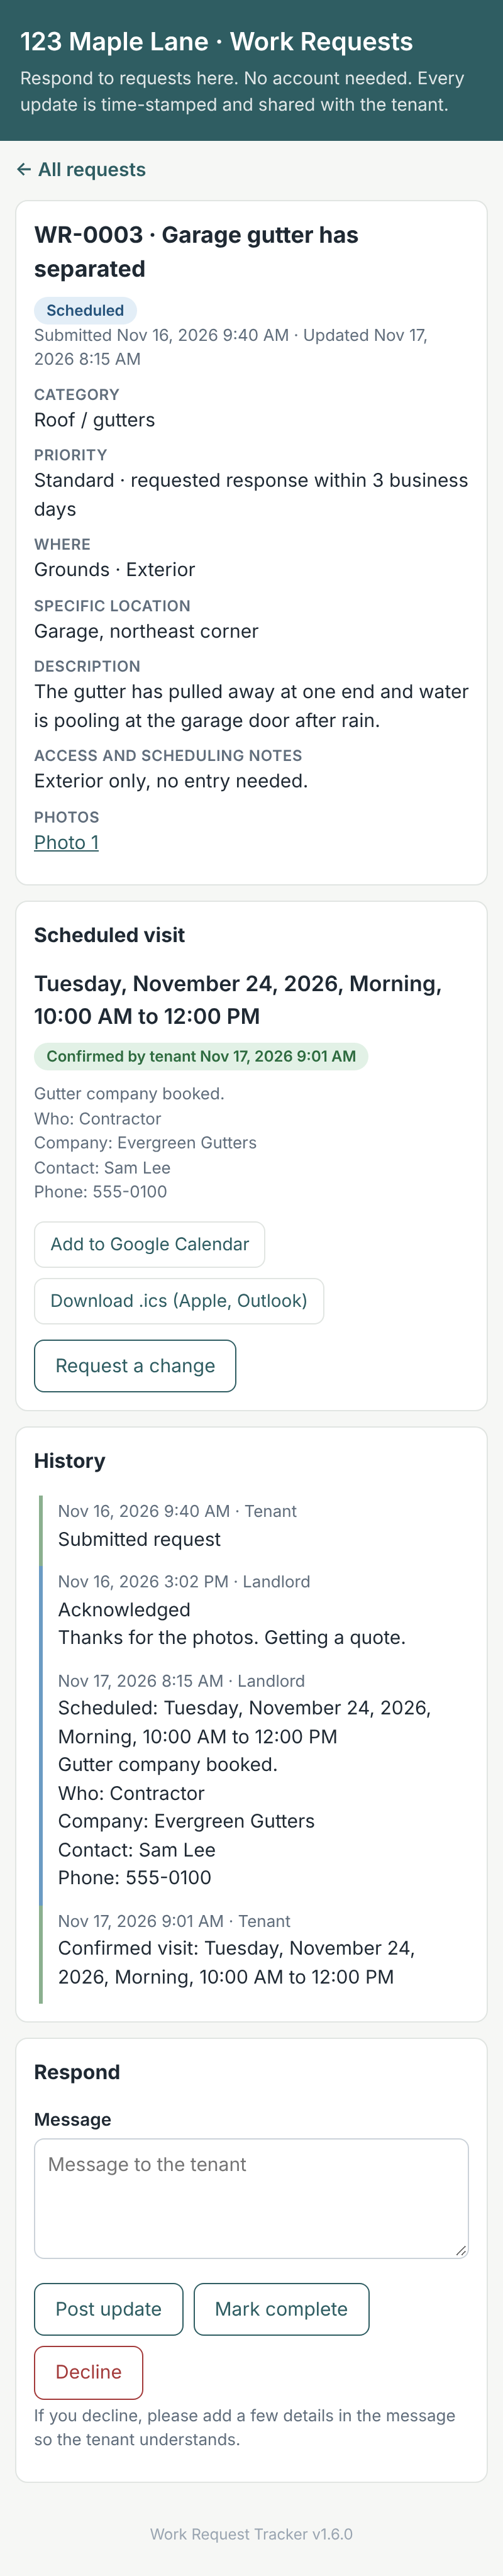 123 Maple Lane · Work Requests
Respond to requests here. No account needed. Every
update is time-stamped and shared with the tenant.
← All requests
WR-0003 · Garage gutter has
separated
Scheduled
Submitted Nov 16, 2026 9:40 AM · Updated Nov 17,
2026 8:15 AM
CATEGORY
Roof / gutters
PRIORITY
Standard · requested response within 3 business
days
WHERE
Grounds · Exterior
SPECIFIC LOCATION
Garage, northeast corner
DESCRIPTION
The gutter has pulled away at one end and water
is pooling at the garage door after rain.
ACCESS AND SCHEDULING NOTES
Exterior only, no entry needed.
PHOTOS
Photo 1
Scheduled visit
Tuesday, November 24, 2026, Morning,
10:00 AM to 12:00 PM
Confirmed by tenant Nov 17, 2026 9:01 AM
Gutter company booked.
Who: Contractor
Company: Evergreen Gutters
Contact: Sam Lee
Phone: 555-0100
Add to Google Calendar
Download .ics (Apple, Outlook)
Request a change
History
Nov 16, 2026 9:40 AM · Tenant
Submitted request
Nov 16, 2026 3:02 PM · Landlord
Acknowledged
Thanks for the photos. Getting a quote.
Nov 17, 2026 8:15 AM · Landlord
Scheduled: Tuesday, November 24, 2026,
Morning, 10:00 AM to 12:00 PM
Gutter company booked.
Who: Contractor
Company: Evergreen Gutters
Contact: Sam Lee
Phone: 555-0100
Nov 17, 2026 9:01 AM · Tenant
Confirmed visit: Tuesday, November 24,
2026, Morning, 10:00 AM to 12:00 PM
Respond
Message
Message to the tenant
Post update
Mark complete
Decline
If you decline, please add a few details in the message
so the tenant understands.
Work Request Tracker v1.6.0